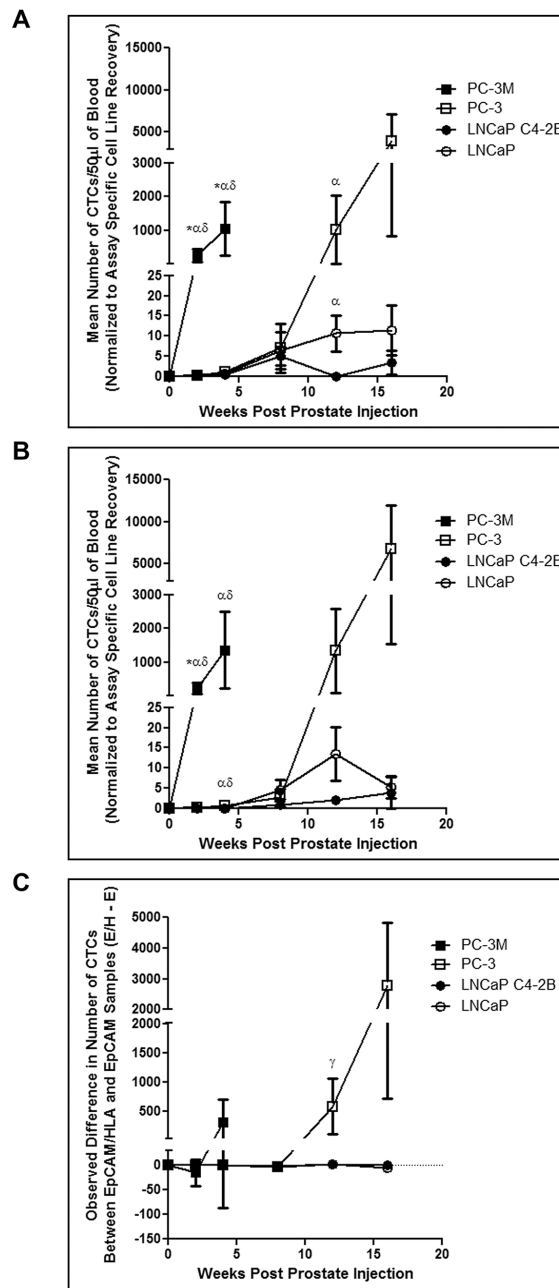 A
Mean Number of CTCs/50µl of Blood
(Normalized to Assay Specific Cell Line Recovery)
15000
10000
5000
3000
2000
1000
25
20
15
10
5
0
*αδ
*αδ
α
α
0
5
10
15
20
Weeks Post Prostate Injection
PC-3M
PC-3
LNCaP C4-2B
LNCaP
B
Mean Number of CTCs/50µl of Blood
(Normalized to Assay Specific Cell Line Recovery)
15000
10000
5000
3000
2000
1000
25
20
15
10
5
0
*αδ
αδ
αδ
0
5
10
15
20
Weeks Post Prostate Injection
PC-3M
PC-3
LNCaP C4-2B
LNCaP
C
Observed Difference in Number of CTCs
Between EpCAM/HLA and EpCAM Samples (E/H - E)
5000
4000
3000
2000
2000
1500
1000
500
0
-50
-100
-150
γ
0
5
10
15
20
Weeks Post Prostate Injection
PC-3M
PC-3
LNCaP C4-2B
LNCaP